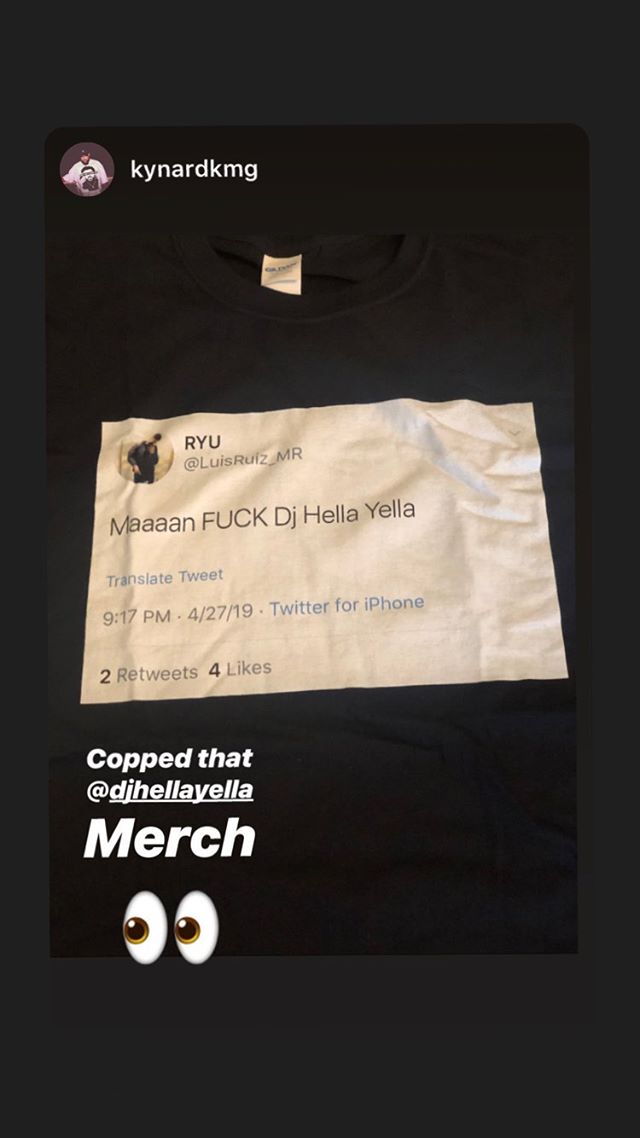 kynardkmg
GILDAN
RYU
@LuisRuiz_MR
Maaaan FUCK Dj Hella Yella
Translate Tweet
9:17 PM · 4/27/19 · Twitter for iPhone
2 Retweets 4 Likes
Copped that
@djhellayella
Merch